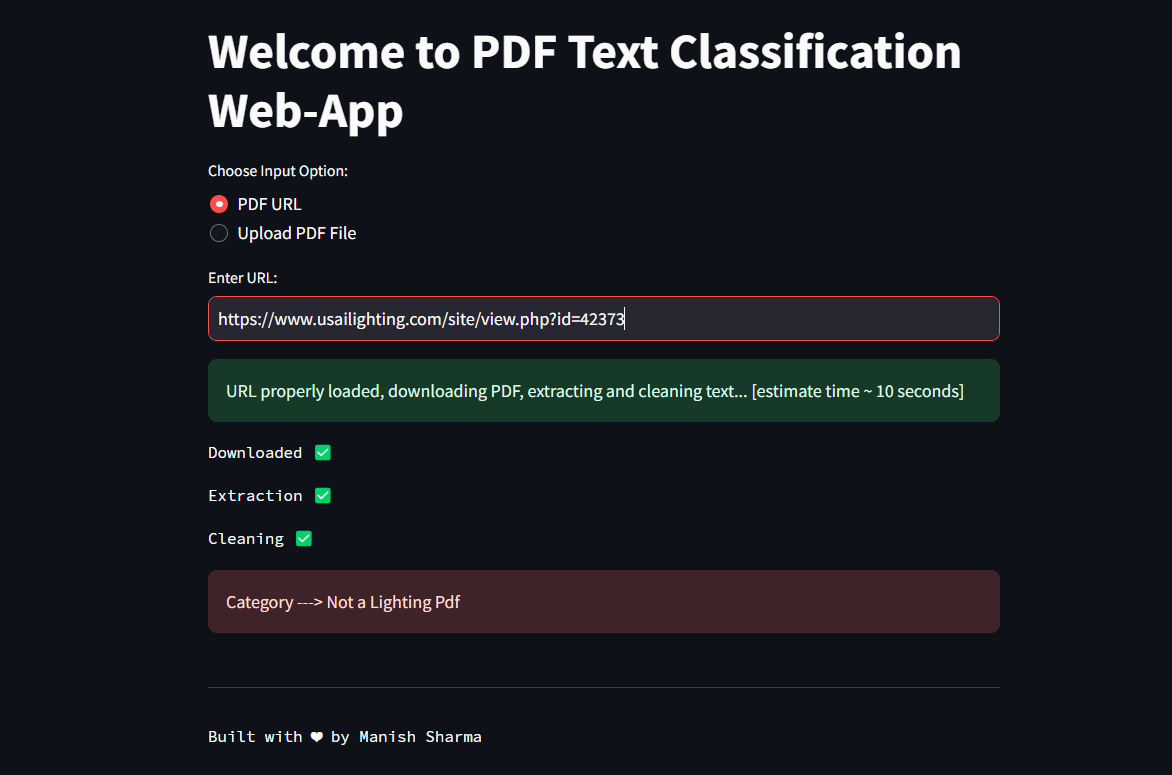 Welcome to PDF Text Classification
Web-App
Choose Input Option:
PDF URL
Upload PDF File
Enter URL:
https://www.usailighting.com/site/view.php?id=42373
URL properly loaded, downloading PDF, extracting and cleaning text... [estimate time ~ 10 seconds]
Downloaded ✅
Extraction ✅
Cleaning ✅
Category ---> Not a Lighting Pdf
Built with ❤ by Manish Sharma